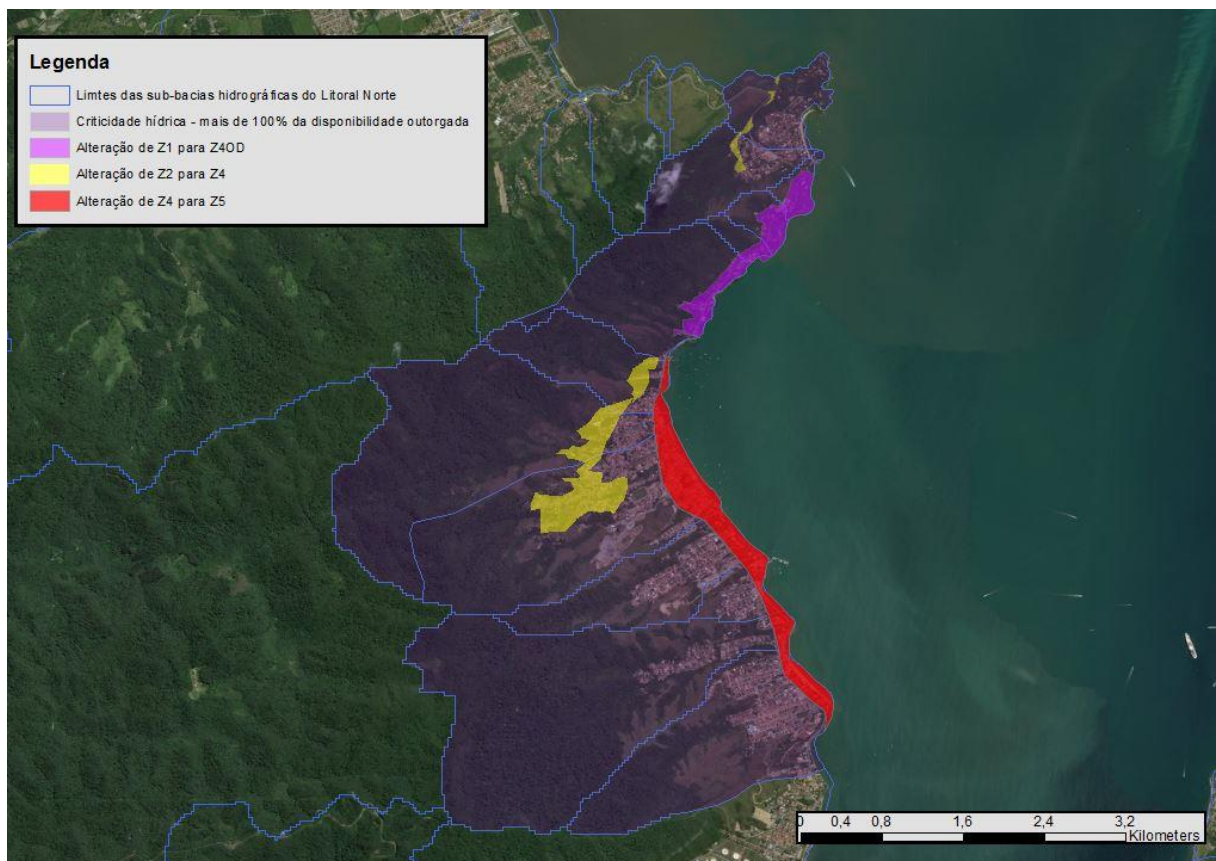 Legenda
Limtes das sub-bacias hidrográficas do Litoral Norte
Criticidade hídrica - mais de 100% da disponibilidade outorgada
Alteração de Z1 para Z4OD
Alteração de Z2 para Z4
Alteração de Z4 para Z5
0 0,4 0,8 1,6 2,4 3,2
Kilometers